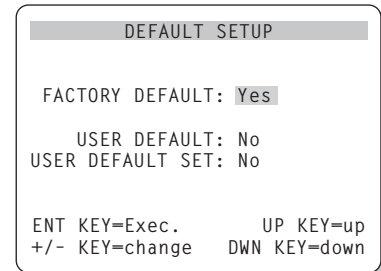 DEFAULT SETUP
FACTORY DEFAULT: Yes
USER DEFAULT: No
USER DEFAULT SET: No
ENT KEY=Exec. UP KEY=up
+/- KEY=change DWN KEY=down